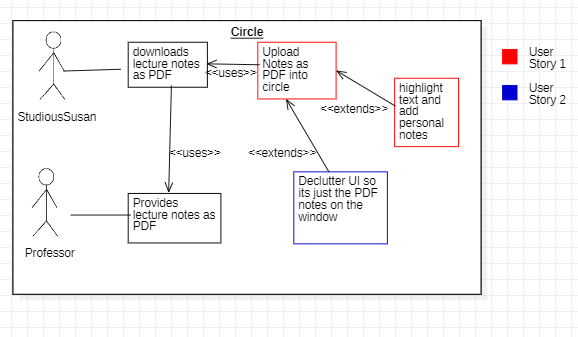 Circle
downloads
lecture notes
as PDF
Upload
Notes as
PDF into
circle
<<uses>>
StudiousSusan
highlight
text and
add
personal
notes
<<extends>>
<<uses>>
<<extends>>
Declutter UI so
its just the PDF
notes on the
window
Provides
lecture notes as
PDF
Professor
User
Story 1
User
Story 2